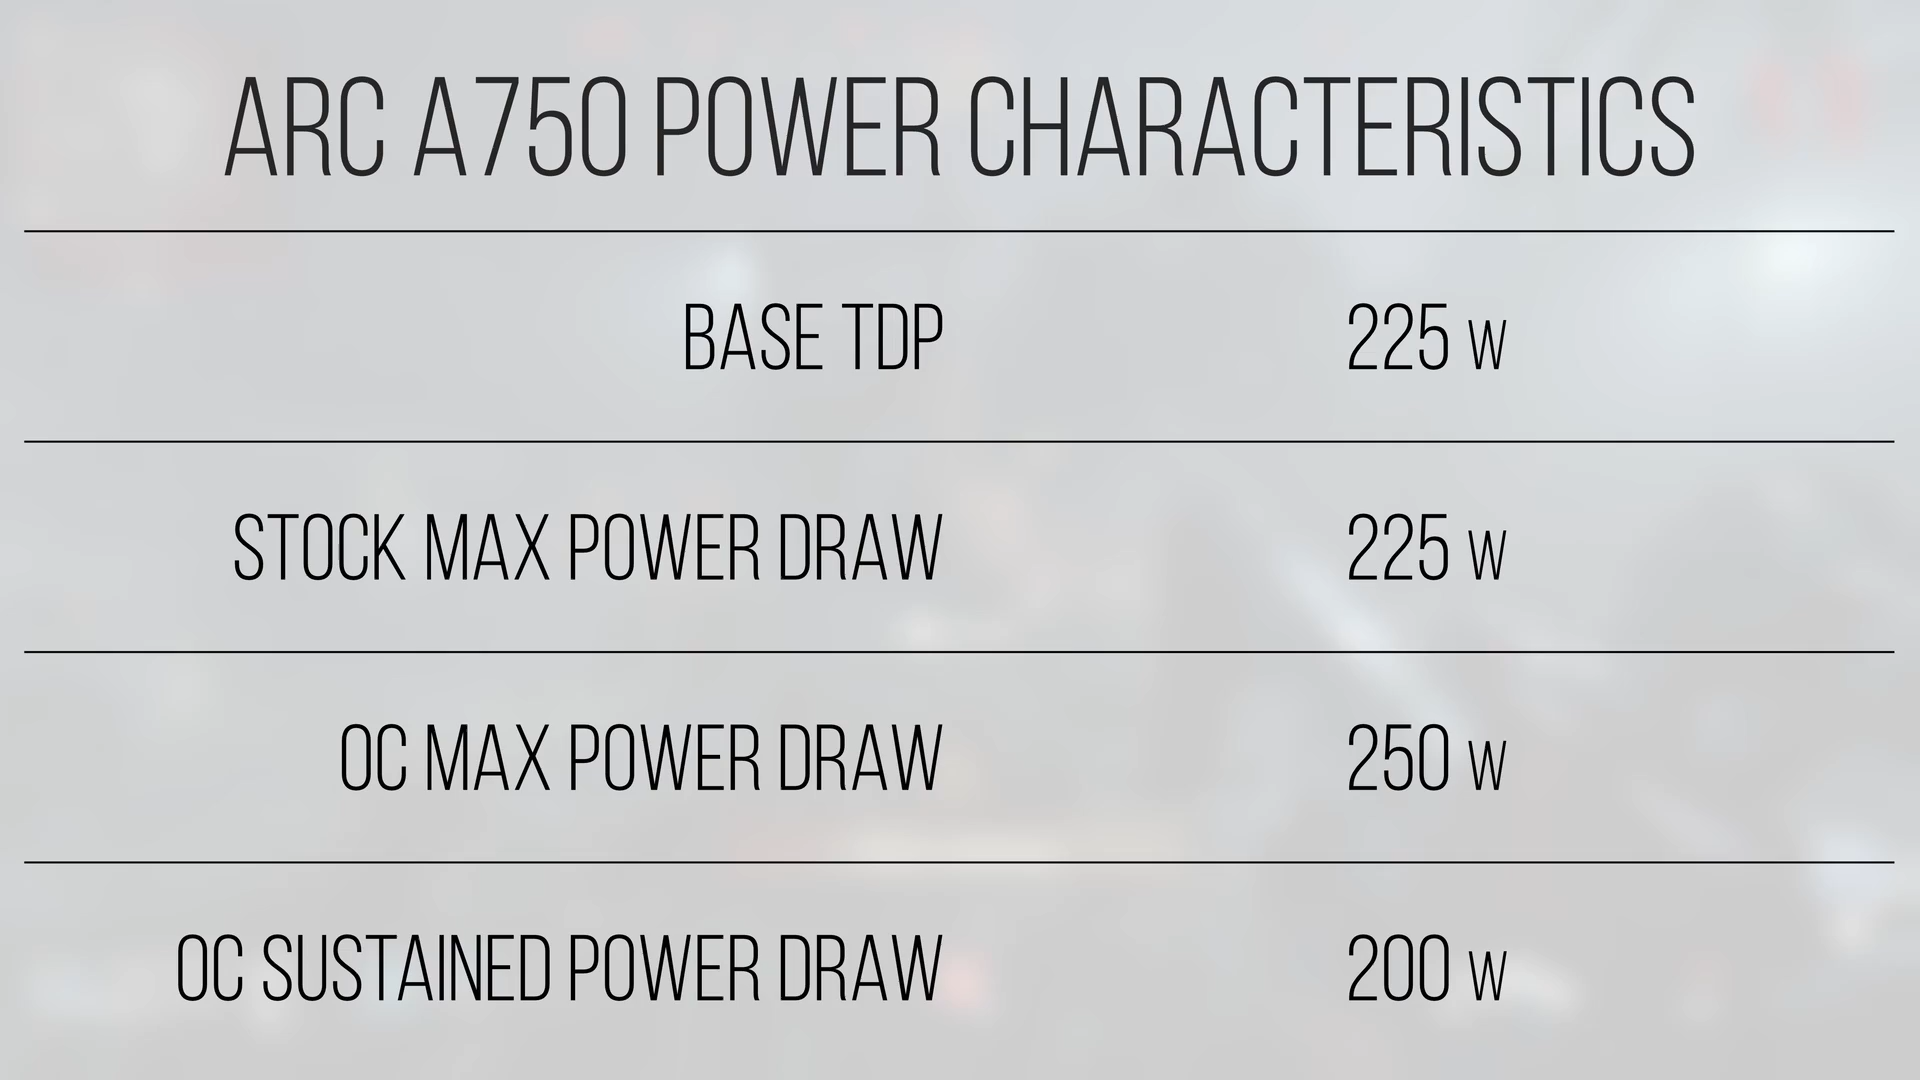 ARC A750 POWER CHARACTERISTICS
BASE TDP 225 W
STOCK MAX POWER DRAW 225 W
OC MAX POWER DRAW 250 W
OC SUSTAINED POWER DRAW 200 W